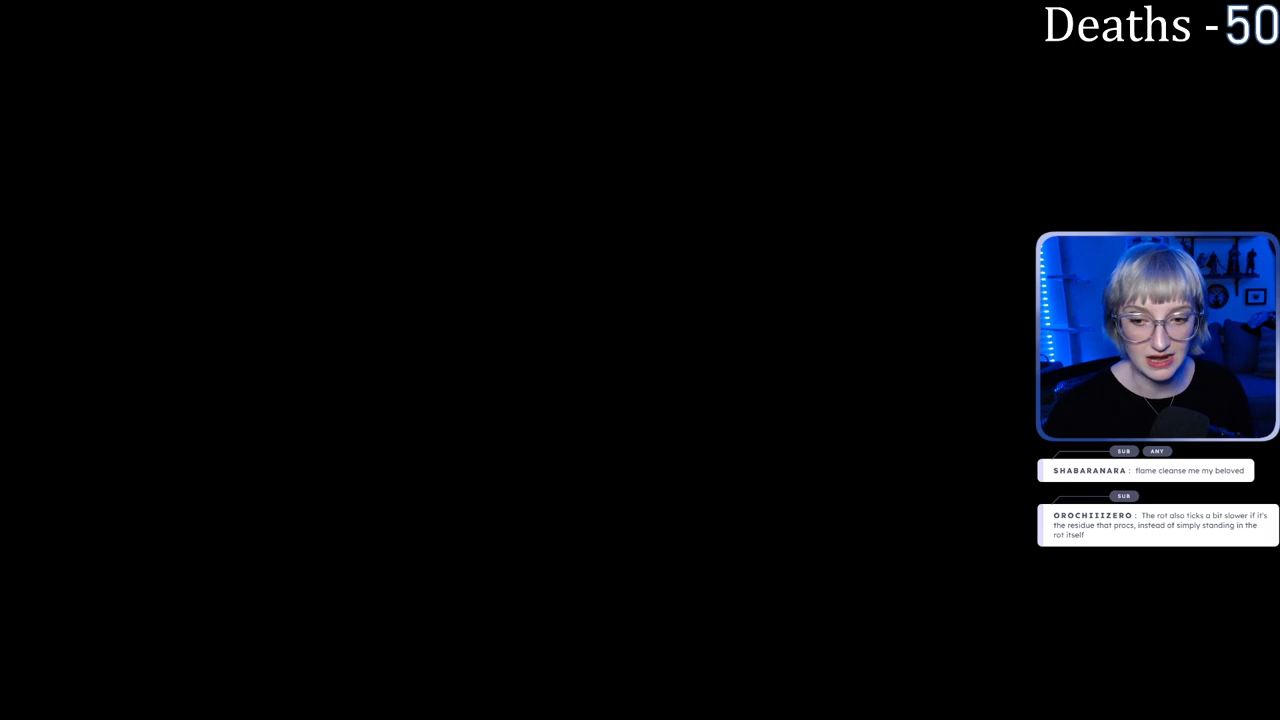 Deaths -50
SUB ANY
SHABARANARA : flame cleanse me my beloved
SUB
OROCHIIIZERO : The rot also ticks a bit slower if it's
the residue that procs, instead of simply standing in the
rot itself